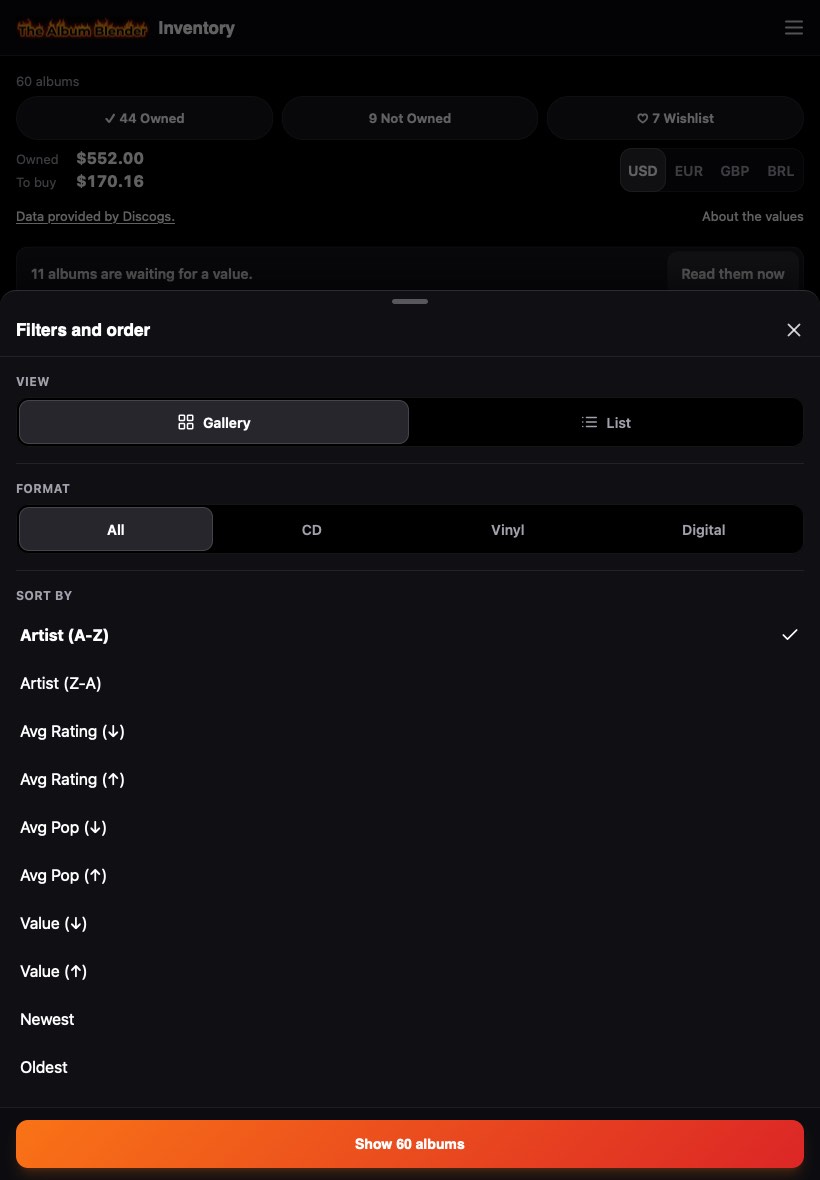 The Album Blender Inventory
60 albums
✓ 44 Owned 9 Not Owned ♡ 7 Wishlist
Owned $552.00
To buy $170.16
USD EUR GBP BRL
Data provided by Discogs. About the values
11 albums are waiting for a value. Read them now
Filters and order
VIEW
Gallery List
FORMAT
All CD Vinyl Digital
SORT BY
Artist (A-Z)
Artist (Z-A)
Avg Rating (↓)
Avg Rating (↑)
Avg Pop (↓)
Avg Pop (↑)
Value (↓)
Value (↑)
Newest
Oldest
Show 60 albums